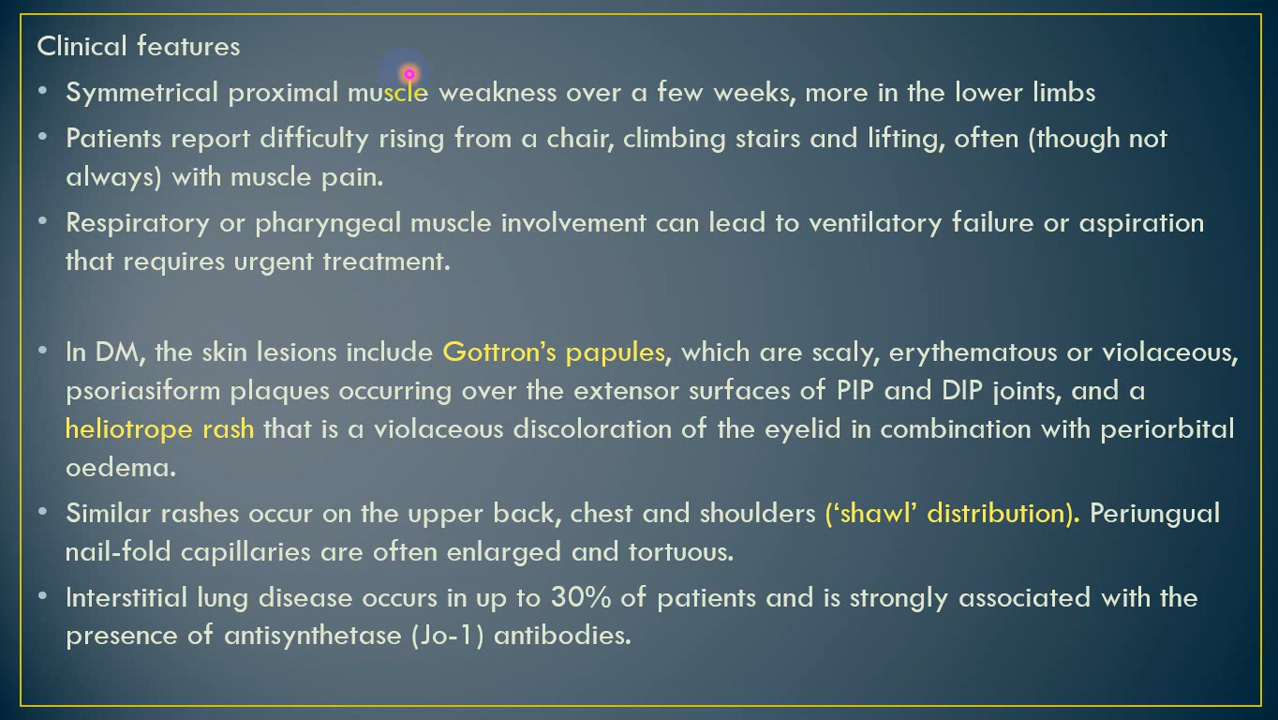 Clinical features
• Symmetrical proximal muscle weakness over a few weeks, more in the lower limbs
• Patients report difficulty rising from a chair, climbing stairs and lifting, often (though not
always) with muscle pain.
• Respiratory or pharyngeal muscle involvement can lead to ventilatory failure or aspiration
that requires urgent treatment.
• In DM, the skin lesions include Gottron’s papules, which are scaly, erythematous or violaceous,
psoriasiform plaques occurring over the extensor surfaces of PIP and DIP joints, and a
heliotrope rash that is a violaceous discoloration of the eyelid in combination with periorbital
oedema.
• Similar rashes occur on the upper back, chest and shoulders (‘shawl’ distribution). Periungual
nail-fold capillaries are often enlarged and tortuous.
• Interstitial lung disease occurs in up to 30% of patients and is strongly associated with the
presence of antisynthetase (Jo-1) antibodies.